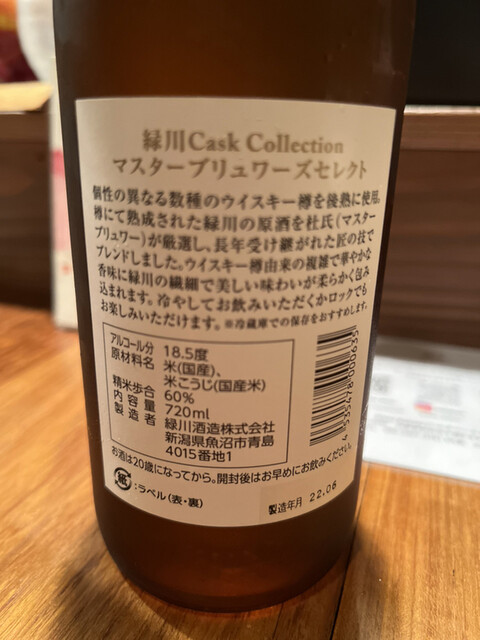 緑川Cask Collection
マスターブリュワーズセレクト
個性の異なる数種のウイスキー樽を後熟に使用。
樽にて熟成された緑川の原酒を杜氏(マスター
ブリュワー)が厳選し、長年受け継がれた匠の技で
ブレンドしました。ウイスキー樽由来の複雑で華やかな
香味に緑川の繊細で美しい味わいが柔らかく包み
込まれます。冷やしてお飲みいただくかロックでも
お楽しみいただけます。※冷蔵庫での保存をおすすめします。
アルコール分 18.5度
原材料名 米(国産)、
米こうじ(国産米)
精米歩合 60%
内容量 720ml
製造者 緑川酒造株式会社
新潟県魚沼市青島
4015番地1
4 535478 000635
お酒は20歳になってから。開封後はお早めにお飲みください。
紙:ラベル(表・裏)
製造年月 22.08